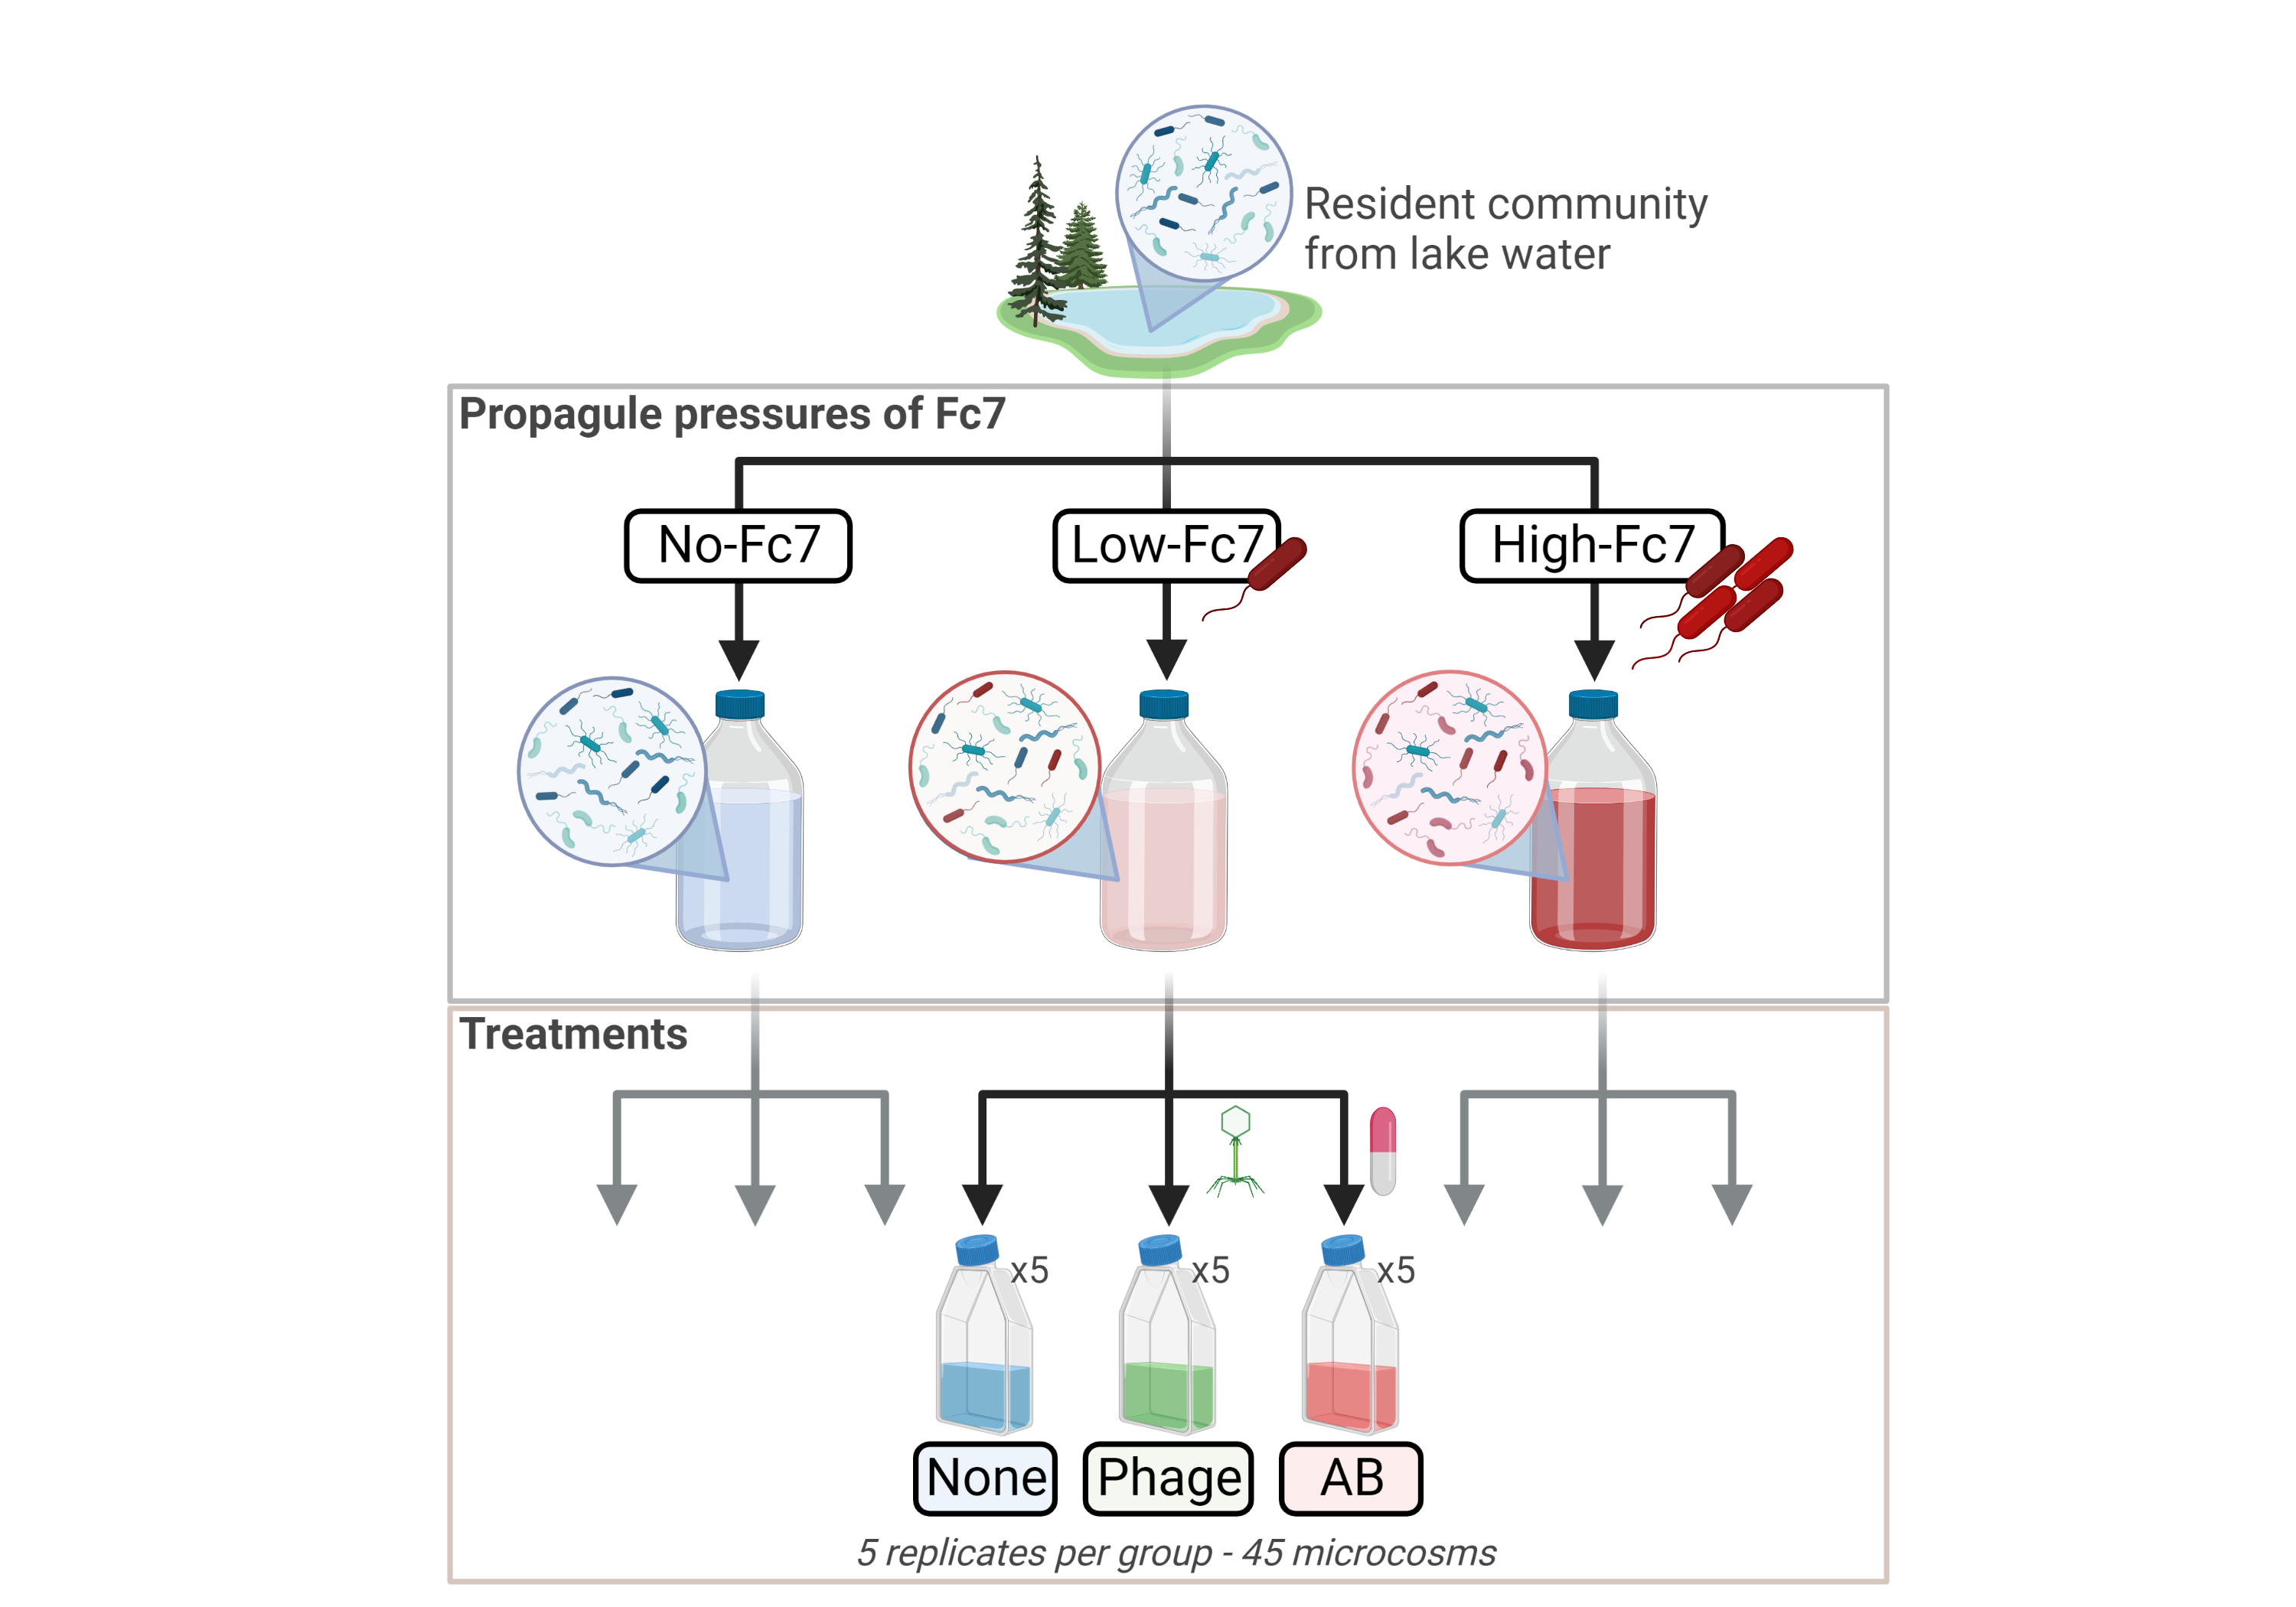 Resident community
from lake water
Propagule pressures of Fc7
No-Fc7
Low-Fc7
High-Fc7
Treatments
x5
x5
x5
None
Phage
AB
5 replicates per group - 45 microcosms